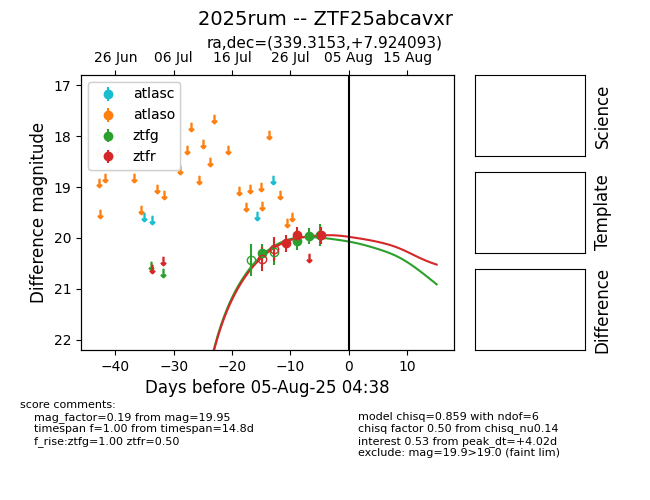 2025rum -- ZTF25abcavxr
ra,dec=(339.3153,+7.924093)
26 Jun 06 Jul 16 Jul 26 Jul 05 Aug 15 Aug
17
18
19
20
21
22
Difference magnitude
atlasc
atlaso
ztfg
ztfr
−40 −30 −20 −10 0 10
Days before 05-Aug-25 04:38
Science
Template
Difference
score comments:
mag_factor=0.19 from mag=19.95
timespan f=1.00 from timespan=14.8d
f_rise:ztfg=1.00 ztfr=0.50
model chisq=0.859 with ndof=6
chisq factor 0.50 from chisq_nu0.14
interest 0.53 from peak_dt=+4.02d
exclude: mag=19.9>19.0 (faint lim)